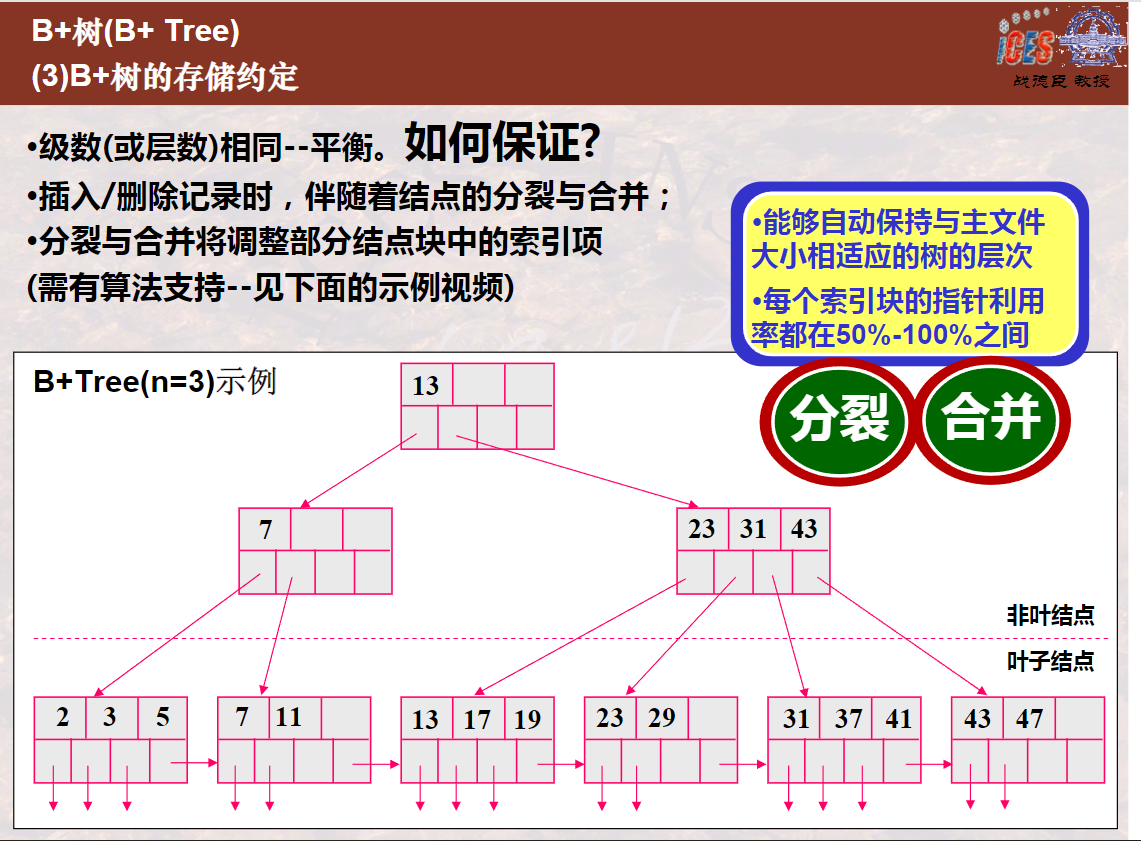 B+树(B+ Tree)
(3)B+树的存储约定
iCES
战德臣 教授
•级数(或层数)相同--平衡。如何保证?
•插入/删除记录时，伴随着结点的分裂与合并；
•分裂与合并将调整部分结点块中的索引项
(需有算法支持--见下面的示例视频)
•能够自动保持与主文件
大小相适应的树的层次
•每个索引块的指针利用
率都在50%-100%之间
分裂 合并
B+Tree(n=3)示例
13
7
23 31 43
非叶结点
叶子结点
2 3 5
7 11
13 17 19
23 29
31 37 41
43 47